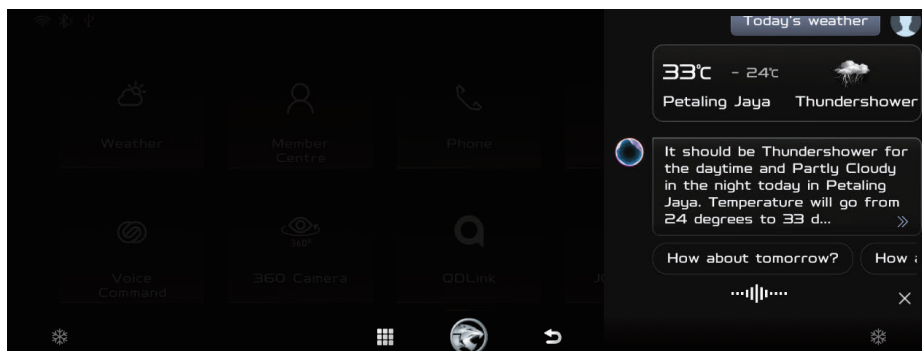 Today's weather
33°C - 24°C
Petaling Jaya Thundershower
It should be Thundershower for
the daytime and Partly Cloudy
in the night today in Petaling
Jaya. Temperature will go from
24 degrees to 33 d...
How about tomorrow? How
Weather
Member
Centre
Phone
360°
Voice
Command
360 Camera
QDLink